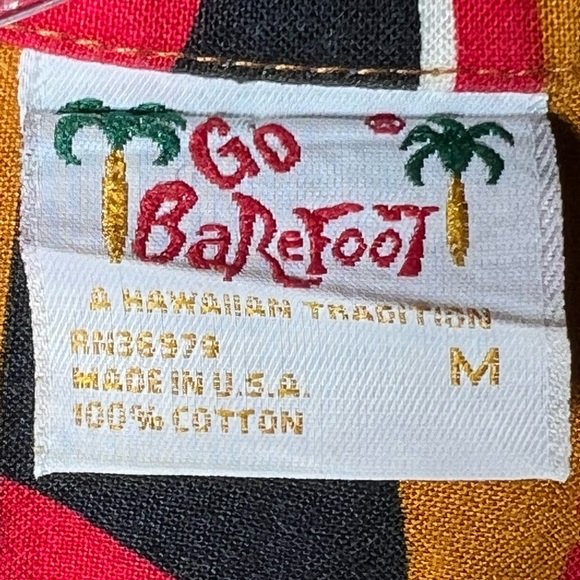 Go
BaReFooT
A HAWAIIAN TRADITION
RN36979
M
MADE IN U.S.A.
100% COTTON